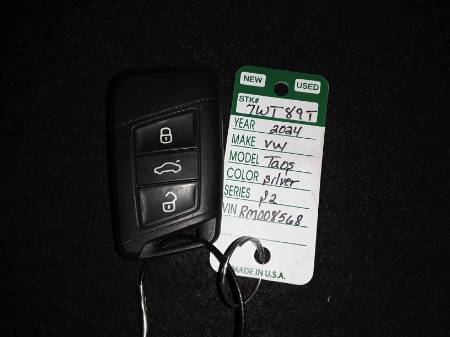 NEW USED
STK# 7WT89T
YEAR 2024
MAKE VW
MODEL Taos
COLOR silver
SERIES
VIN RM008568
MADE IN U.S.A.